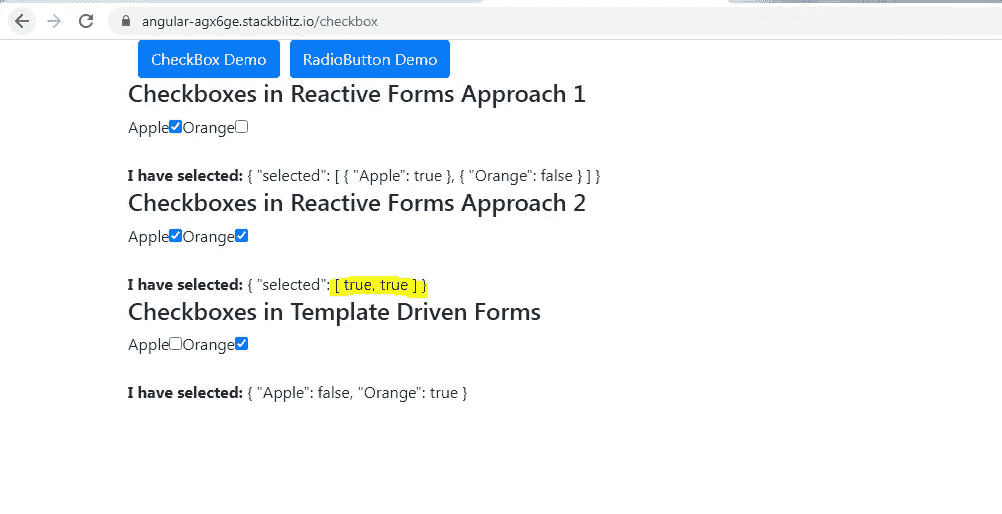 angular-agx6ge.stackblitz.io/checkbox
CheckBox Demo RadioButton Demo
Checkboxes in Reactive Forms Approach 1
Apple Orange
I have selected: { "selected": [ { "Apple": true }, { "Orange": false } ] }
Checkboxes in Reactive Forms Approach 2
Apple Orange
I have selected: { "selected": [ true, true ] }
Checkboxes in Template Driven Forms
Apple Orange
I have selected: { "Apple": false, "Orange": true }